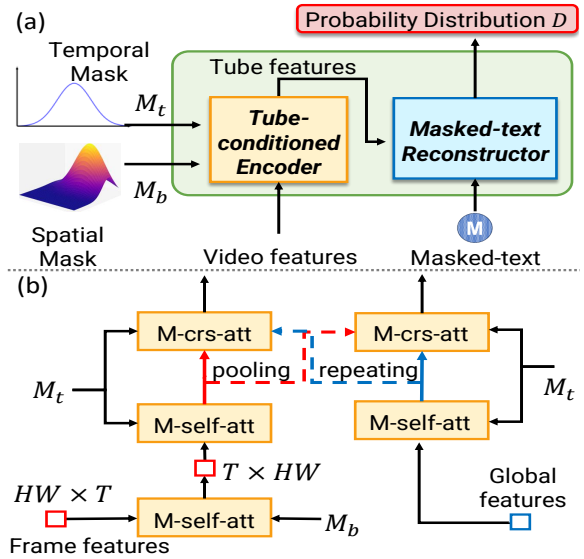 (a)
Probability Distribution D
Temporal
Mask
M_t
Tube features
Tube-
conditioned
Encoder
Masked-text
Reconstructor
M_b
M
Spatial
Mask
Video features
Masked-text
(b)
M-crs-att
M-crs-att
M_t
pooling
repeating
M_t
M-self-att
M-self-att
T × HW
HW × T
Global
features
M-self-att
M_b
Frame features